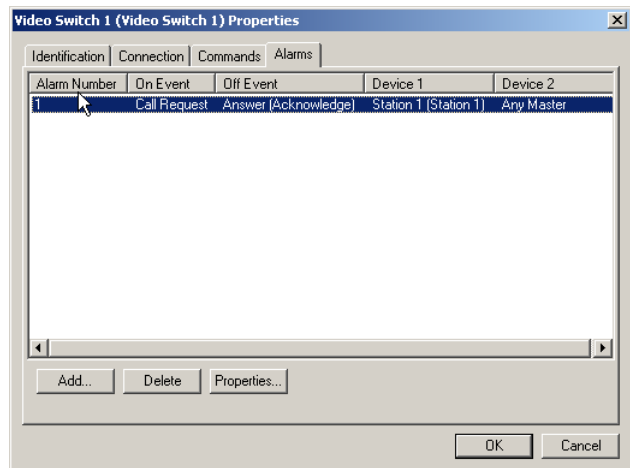 Video Switch 1 (Video Switch 1) Properties
Identification Connection Commands Alarms
Alarm Number On Event Off Event Device 1 Device 2
1 Call Request Answer (Acknowledge) Station 1 (Station 1) Any Master
Add... Delete Properties...
OK Cancel